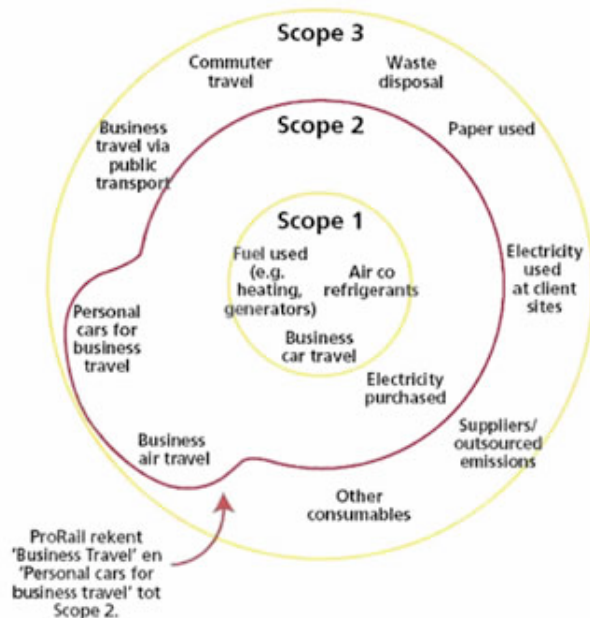 Scope 3
Commuter
travel
Waste
disposal
Business
travel via
public
transport
Scope 2
Paper used
Scope 1
Fuel used
(e.g.
heating,
generators)
Air co
refrigerants
Business
car travel
Electricity
used
at client
sites
Personal
cars for
business
travel
Electricity
purchased
Business
air travel
Suppliers/
outsourced
emissions
Other
consumables
ProRail rekent
'Business Travel' en
'Personal cars for
business travel' tot
Scope 2.